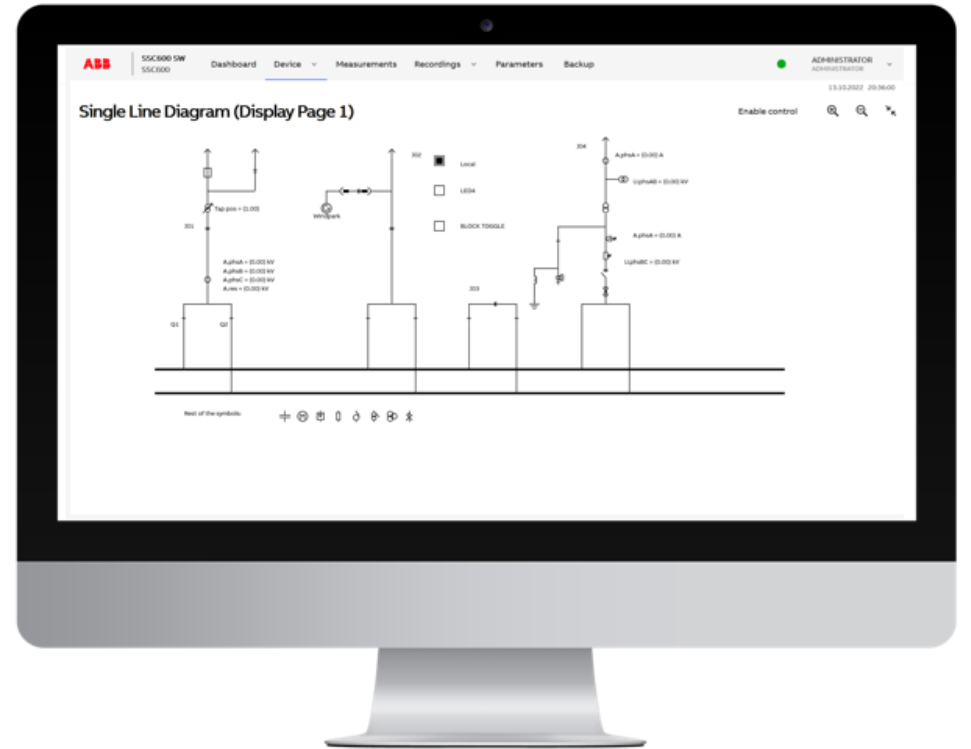 ABB
SSC600 SW
SSC600
Dashboard
Device
Measurements
Recordings
Parameters
Backup
ADMINISTRATOR
ADMINISTRATOR
13.10.2022 20:36:00
Single Line Diagram (Display Page 1)
Enable control
J02
Local
LED4
BLOCK TOGGLE
Windpark
Tap pos = (1.00)
J01
A.phsA = (0.00) kV
A.phsB = (0.00) kV
A.phsC = (0.00) kV
A.res = (0.00) kV
Q1
Q2
J03
J04
A.phsA = (0.00) A
U.phsAB = (0.00) kV
A.phsA = (0.00) A
U.phsBC = (0.00) kV
Rest of the symbols:
M